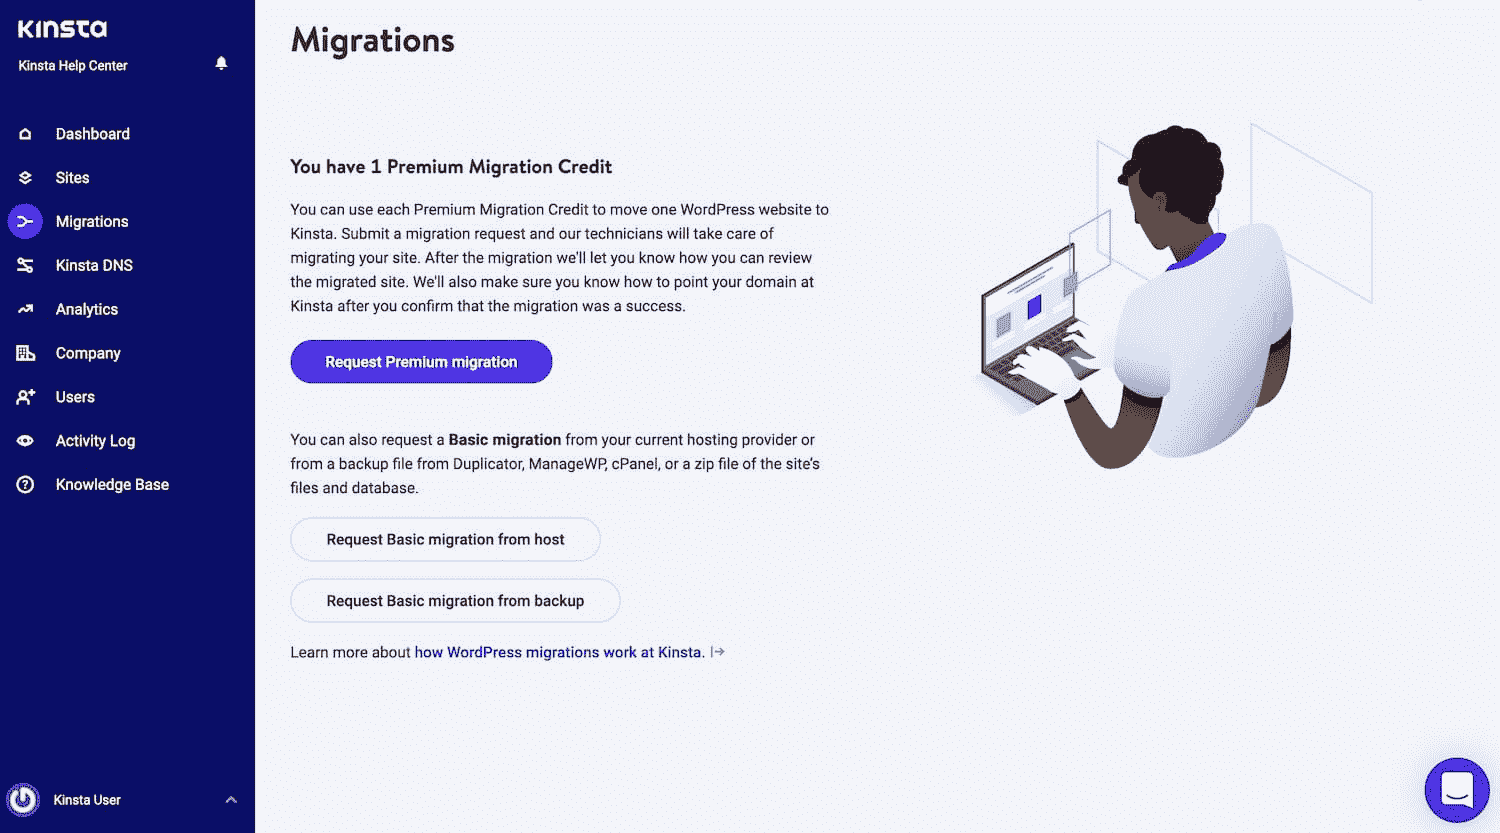 Kinsta
Kinsta Help Center
Dashboard
Sites
Migrations
Kinsta DNS
Analytics
Company
Users
Activity Log
Knowledge Base
Kinsta User
Migrations
You have 1 Premium Migration Credit
You can use each Premium Migration Credit to move one WordPress website to
Kinsta. Submit a migration request and our technicians will take care of
migrating your site. After the migration we'll let you know how you can review
the migrated site. We'll also make sure you know how to point your domain at
Kinsta after you confirm that the migration was a success.
Request Premium migration
You can also request a Basic migration from your current hosting provider or
from a backup file from Duplicator, ManageWP, cPanel, or a zip file of the site's
files and database.
Request Basic migration from host
Request Basic migration from backup
Learn more about how WordPress migrations work at Kinsta.